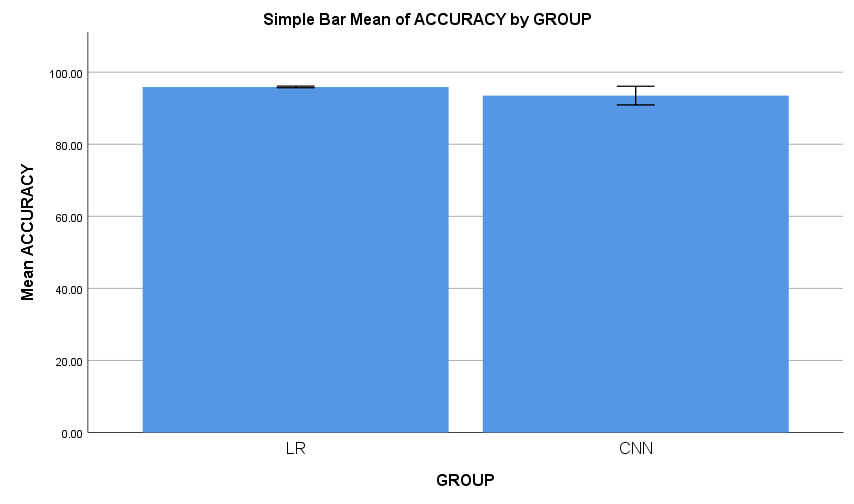 Simple Bar Mean of ACCURACY by GROUP
Mean ACCURACY
100.00
80.00
60.00
40.00
20.00
0.00
LR
CNN
GROUP